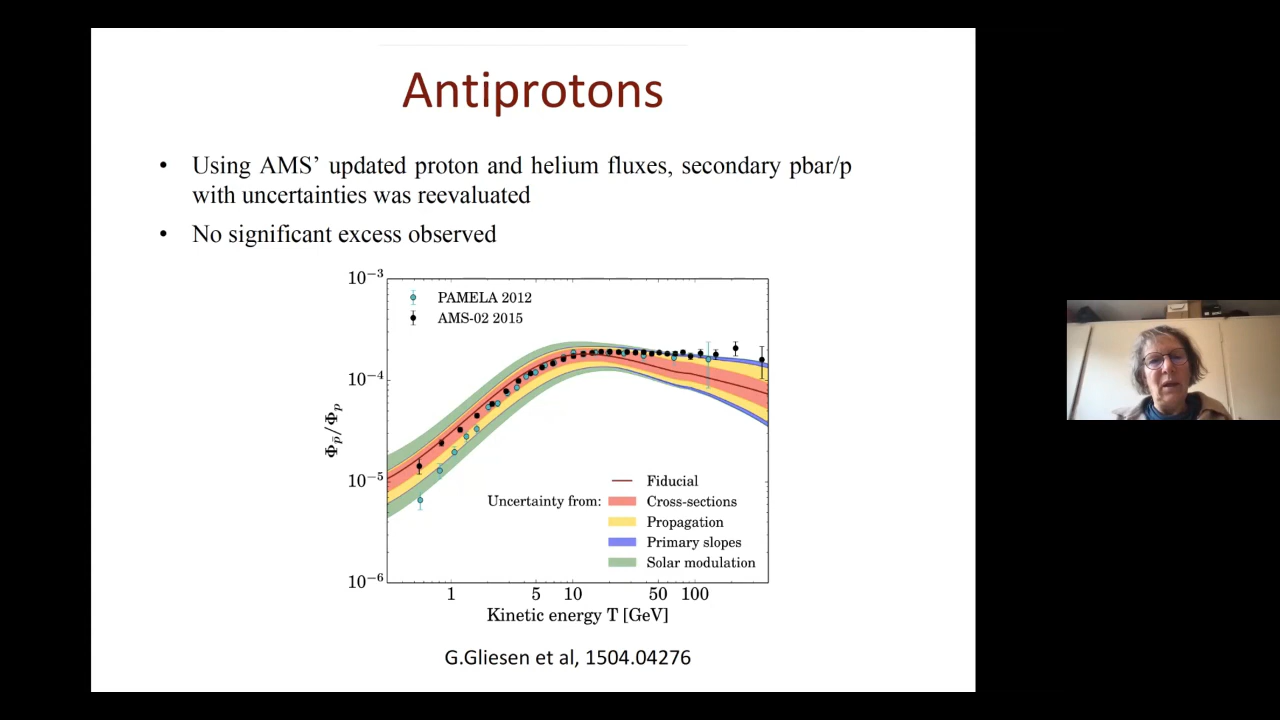 Antiprotons
• Using AMS’ updated proton and helium fluxes, secondary pbar/p
with uncertainties was reevaluated
• No significant excess observed
10⁻³
10⁻⁴
10⁻⁵
10⁻⁶
Φp̄/Φp
PAMELA 2012
AMS-02 2015
Fiducial
Uncertainty from:
Cross-sections
Propagation
Primary slopes
Solar modulation
1 5 10 50 100
Kinetic energy T [GeV]
G.Gliesen et al, 1504.04276